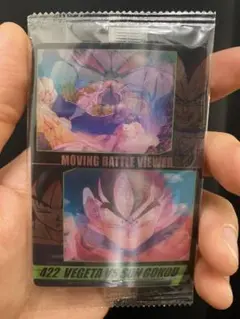 MOVING BATTLE VIEWER
422 VEGETA VS SON GOKOU